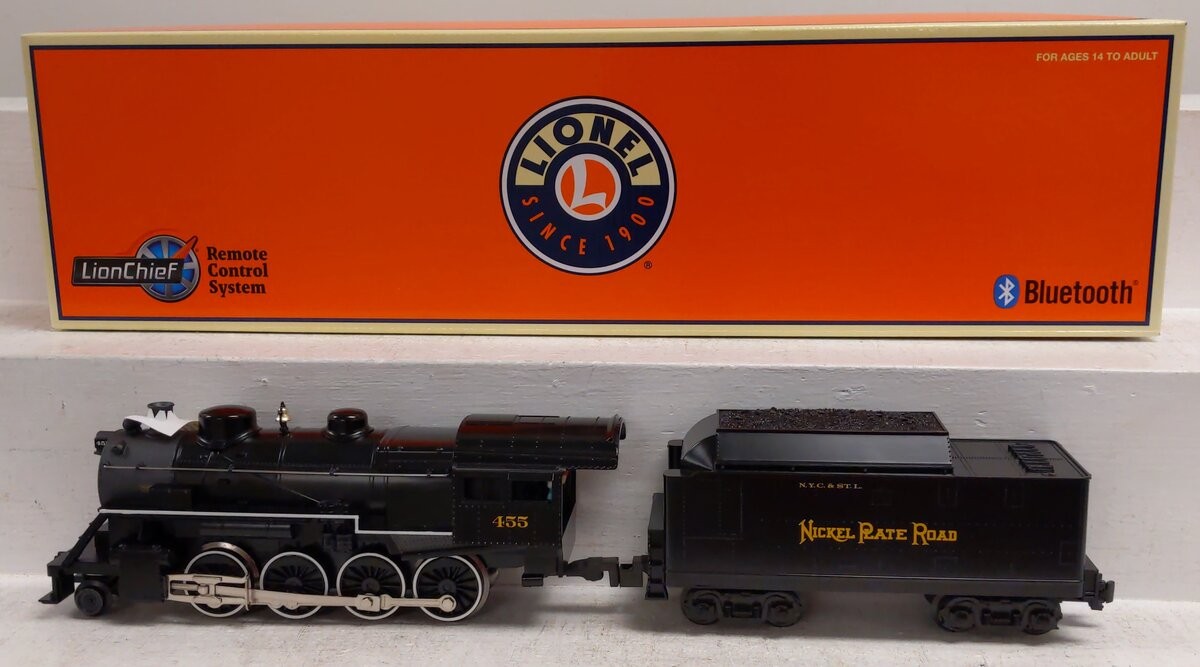 FOR AGES 14 TO ADULT
LIONEL
L
SINCE 1900
®
LionChief
Remote
Control
System
Bluetooth®
455
N.Y.C. & ST. L.
NICKEL PLATE ROAD